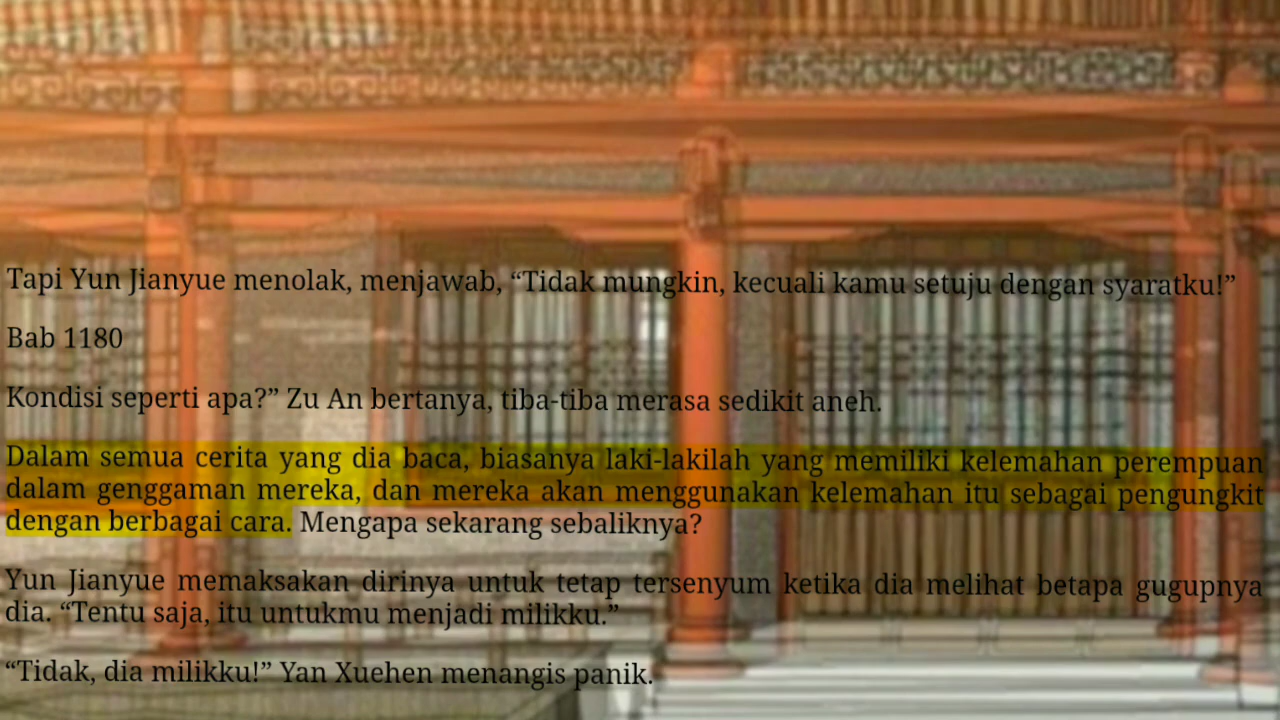 Tapi Yun Jianyue menolak, menjawab, “Tidak mungkin, kecuali kamu setuju dengan syaratku!”
Bab 1180
Kondisi seperti apa?” Zu An bertanya, tiba-tiba merasa sedikit aneh.
Dalam semua cerita yang dia baca, biasanya laki-lakilah yang memiliki kelemahan perempuan
dalam genggaman mereka, dan mereka akan menggunakan kelemahan itu sebagai pengungkit
dengan berbagai cara. Mengapa sekarang sebaliknya?
Yun Jianyue memaksakan dirinya untuk tetap tersenyum ketika dia melihat betapa gugupnya
dia. “Tentu saja, itu untukmu menjadi milikku.”
“Tidak, dia milikku!” Yan Xuehen menangis panik.